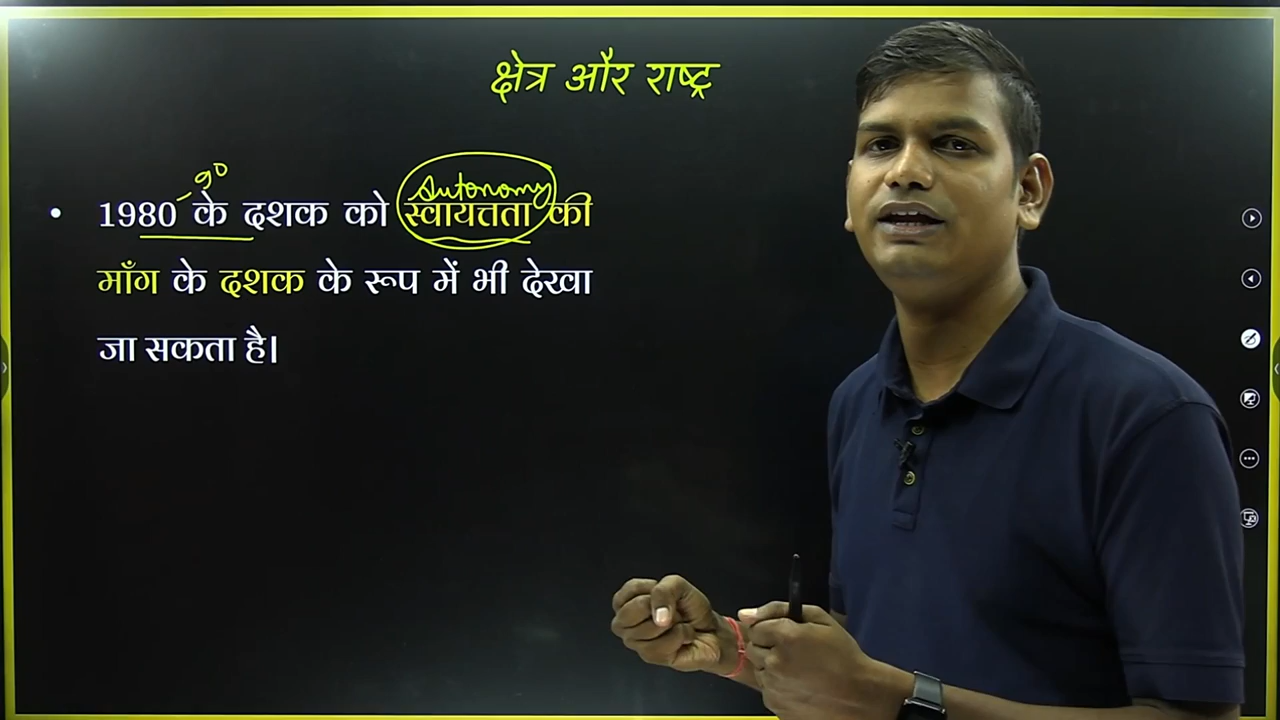 क्षेत्र और राष्ट्र
-90
Autonomy
• 1980 के दशक को स्वायत्तता की
माँग के दशक के रूप में भी देखा
जा सकता है।